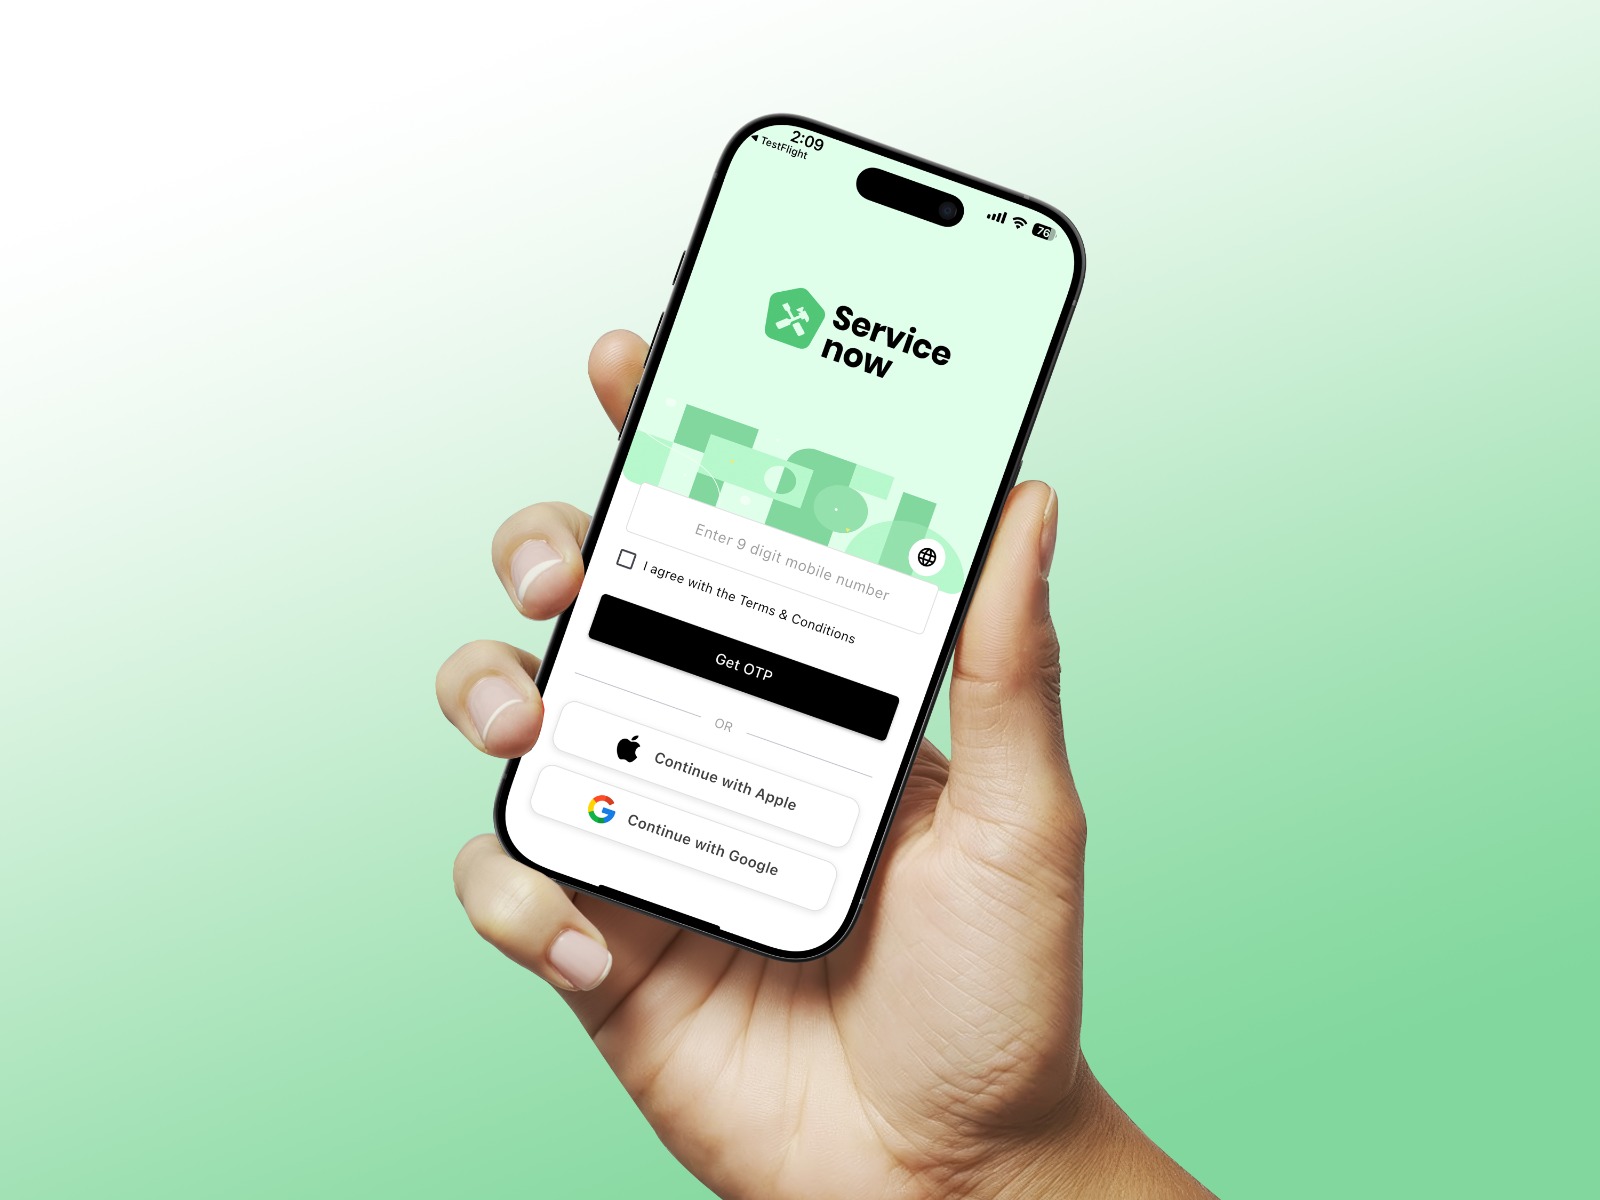 2:09
◀ TestFlight
76
Service
now
Enter 9 digit mobile number
I agree with the Terms & Conditions
Get OTP
OR
Continue with Apple
Continue with Google